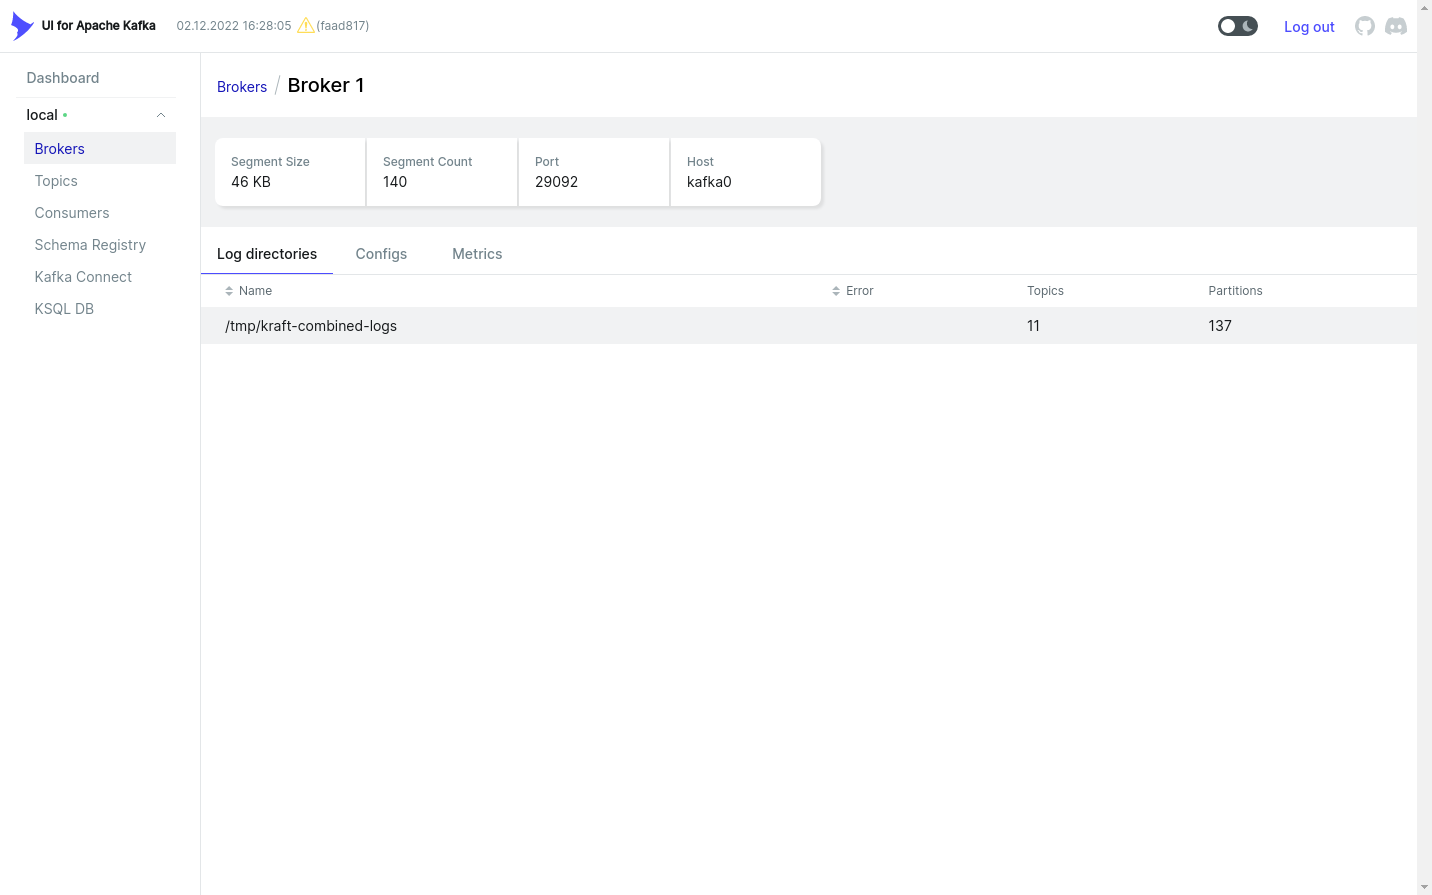 UI for Apache Kafka 02.12.2022 16:28:05 (faad817) Log out
Dashboard
local
Brokers
Topics
Consumers
Schema Registry
Kafka Connect
KSQL DB
Brokers / Broker 1
Segment Size Segment Count Port Host
46 KB 140 29092 kafka0
Log directories Configs Metrics
Name Error Topics Partitions
/tmp/kraft-combined-logs 11 137